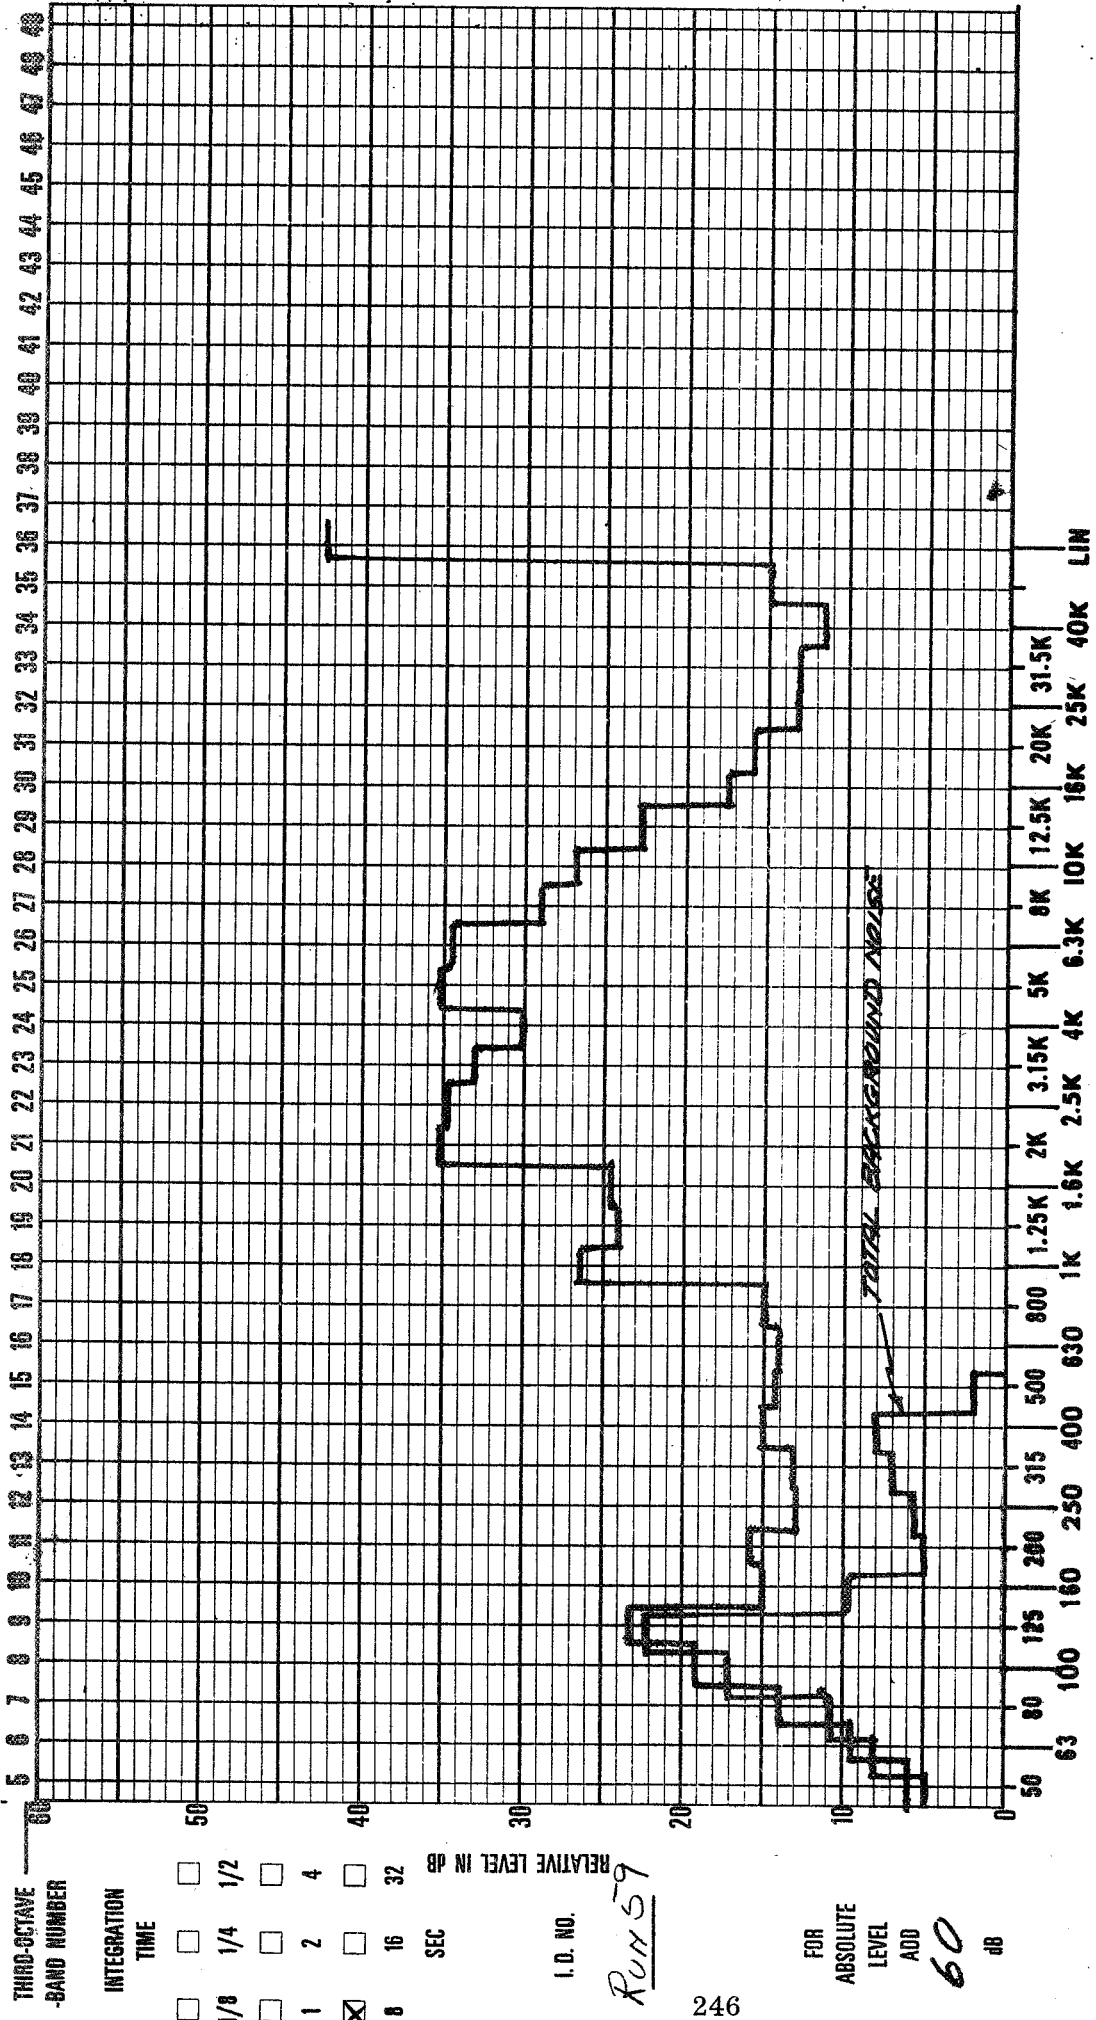 THIRD-OCTAVE
-BAND NUMBER
5 6 7 8 9 10 11 12 13 14 15 16 17 18 19 20 21 22 23 24 25 26 27 28 29 30 31 32 33 34 35 36 37 38 39 40 41 42 43 44 45 46 47 48 48
INTEGRATION
TIME
1/8 1/4 1/2
1 2 4
8 16 32
SEC
RELATIVE LEVEL IN dB
60
50
40
30
20
10
0
I. D. NO.
RUN 59
FOR
ABSOLUTE
LEVEL
ADD
60
dB
TOTAL BACKGROUND NOISE
50 80 125 200 315 500 800 1.25K 2K 3.15K 5K 8K 12.5K 20K 31.5K
63 100 160 250 400 630 1K 1.6K 2.5K 4K 6.3K 10K 16K 25K 40K LIN
246